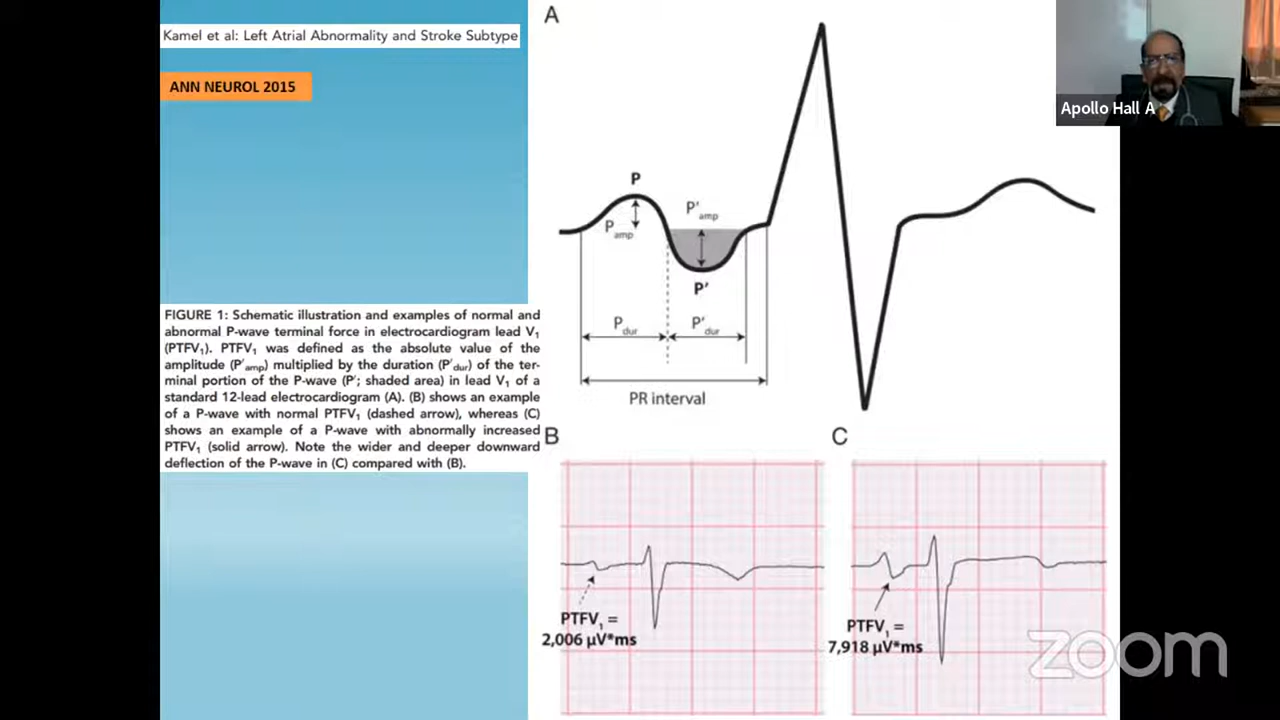 Kamel et al: Left Atrial Abnormality and Stroke Subtype
ANN NEUROL 2015
FIGURE 1: Schematic illustration and examples of normal and
abnormal P-wave terminal force in electrocardiogram lead V1
(PTFV1). PTFV1 was defined as the absolute value of the
amplitude (P'amp) multiplied by the duration (P'dur) of the ter-
minal portion of the P-wave (P'; shaded area) in lead V1 of a
standard 12-lead electrocardiogram (A). (B) shows an example
of a P-wave with normal PTFV1 (dashed arrow), whereas (C)
shows an example of a P-wave with abnormally increased
PTFV1 (solid arrow). Note the wider and deeper downward
deflection of the P-wave in (C) compared with (B).
A
P
Pamp
P'amp
P'
Pdur
P'dur
PR interval
B
PTFV1 =
2,006 µV*ms
C
PTFV1 =
7,918 µV*ms
Apollo Hall A
zoom